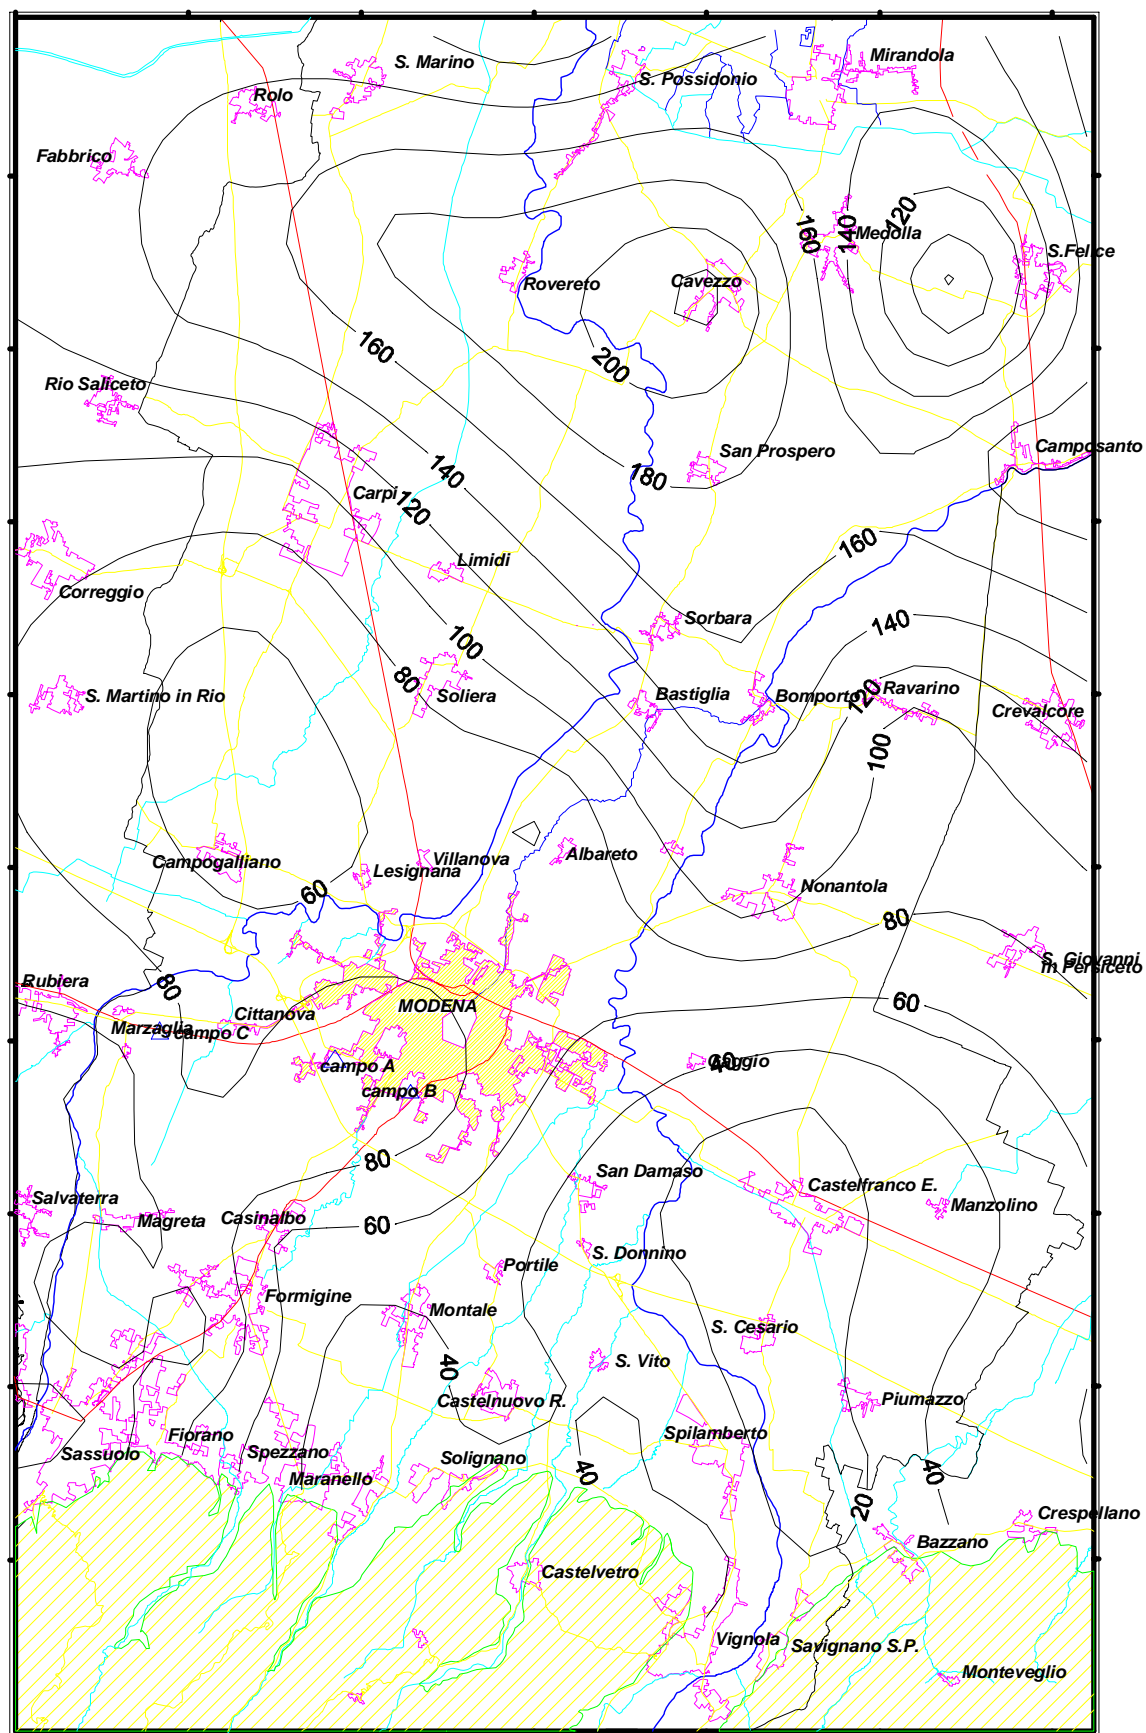 S. Marino
Mirandola
S. Possidonio
Rolo
Fabbrico
120
160
140
Medolla
S.Felice
Rovereto
Cavezzo
160
200
Rio Saliceto
San Prospero
Camposanto
140
180
Carpi
120
160
Limidi
Correggio
Sorbara
140
100
80
S. Martino in Rio
Soliera
Bastiglia
Bomporto
120
Ravarino
Crevalcore
100
Campogalliano
Villanova
Albareto
Lesignana
60
Nonantola
80
S. Giovanni
in Persiceto
Rubiera
80
MODENA
60
Cittanova
Marzaglia
campo C
campo A
Gaggio
40
campo B
80
San Damaso
Castelfranco E.
Salvaterra
Magreta
Casinalbo
60
Manzolino
S. Donnino
Portile
Formigine
Montale
S. Cesario
40
S. Vito
Castelnuovo R.
Piumazzo
Fiorano
Spilamberto
Sassuolo
Spezzano
Solignano
40
40
Maranello
20
Crespellano
Bazzano
Castelvetro
Vignola
Savignano S.P.
Monteveglio